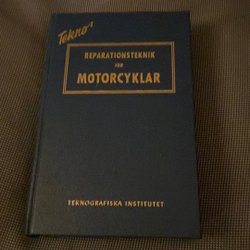 Tekno's
REPARATIONSTEKNIK
FÖR
MOTORCYKLAR
TEKNOGRAFISKA INSTITUTET